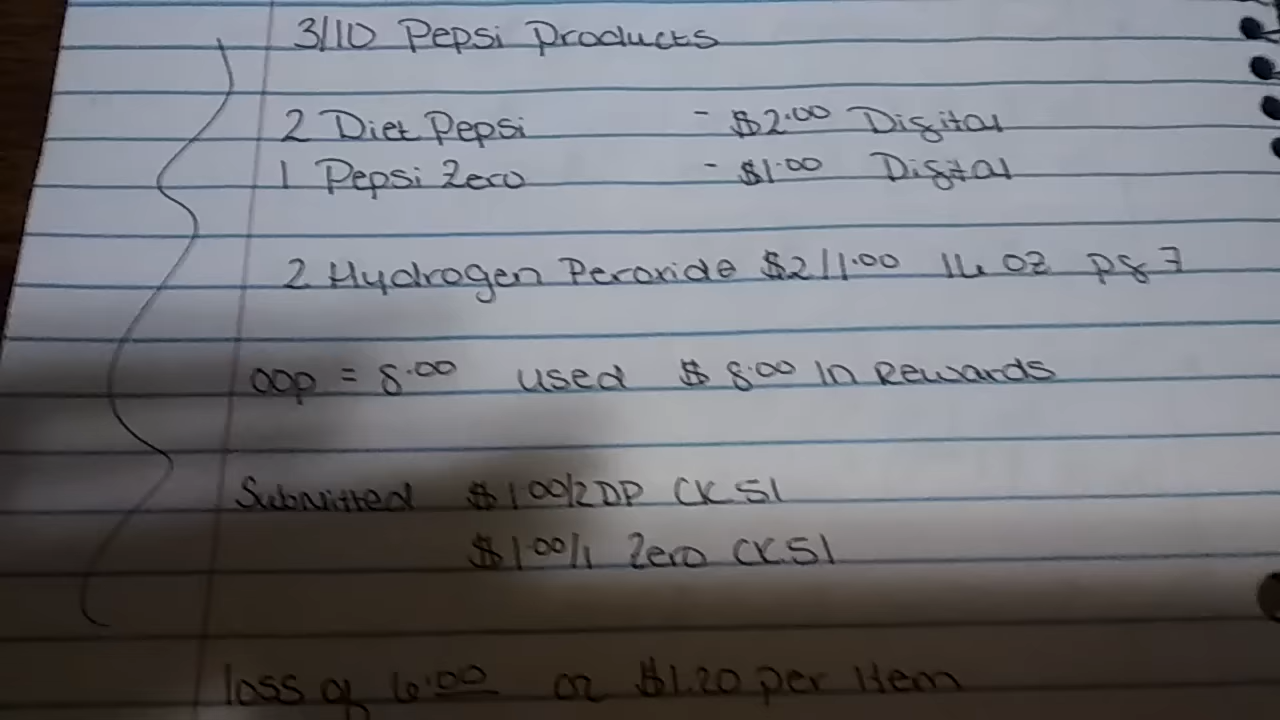 3/10 Pepsi Products
2 Diet Pepsi - $2.00 Digital
1 Pepsi Zero - $1.00 Digital
2 Hydrogen Peroxide $2/1.00 16 oz pg 7
OOP = 8.00 used $ 8.00 In Rewards
Submitted $1.00/2 DP CK51
$1.00/1 Zero CK51
loss of 6.00 or $1.20 per item